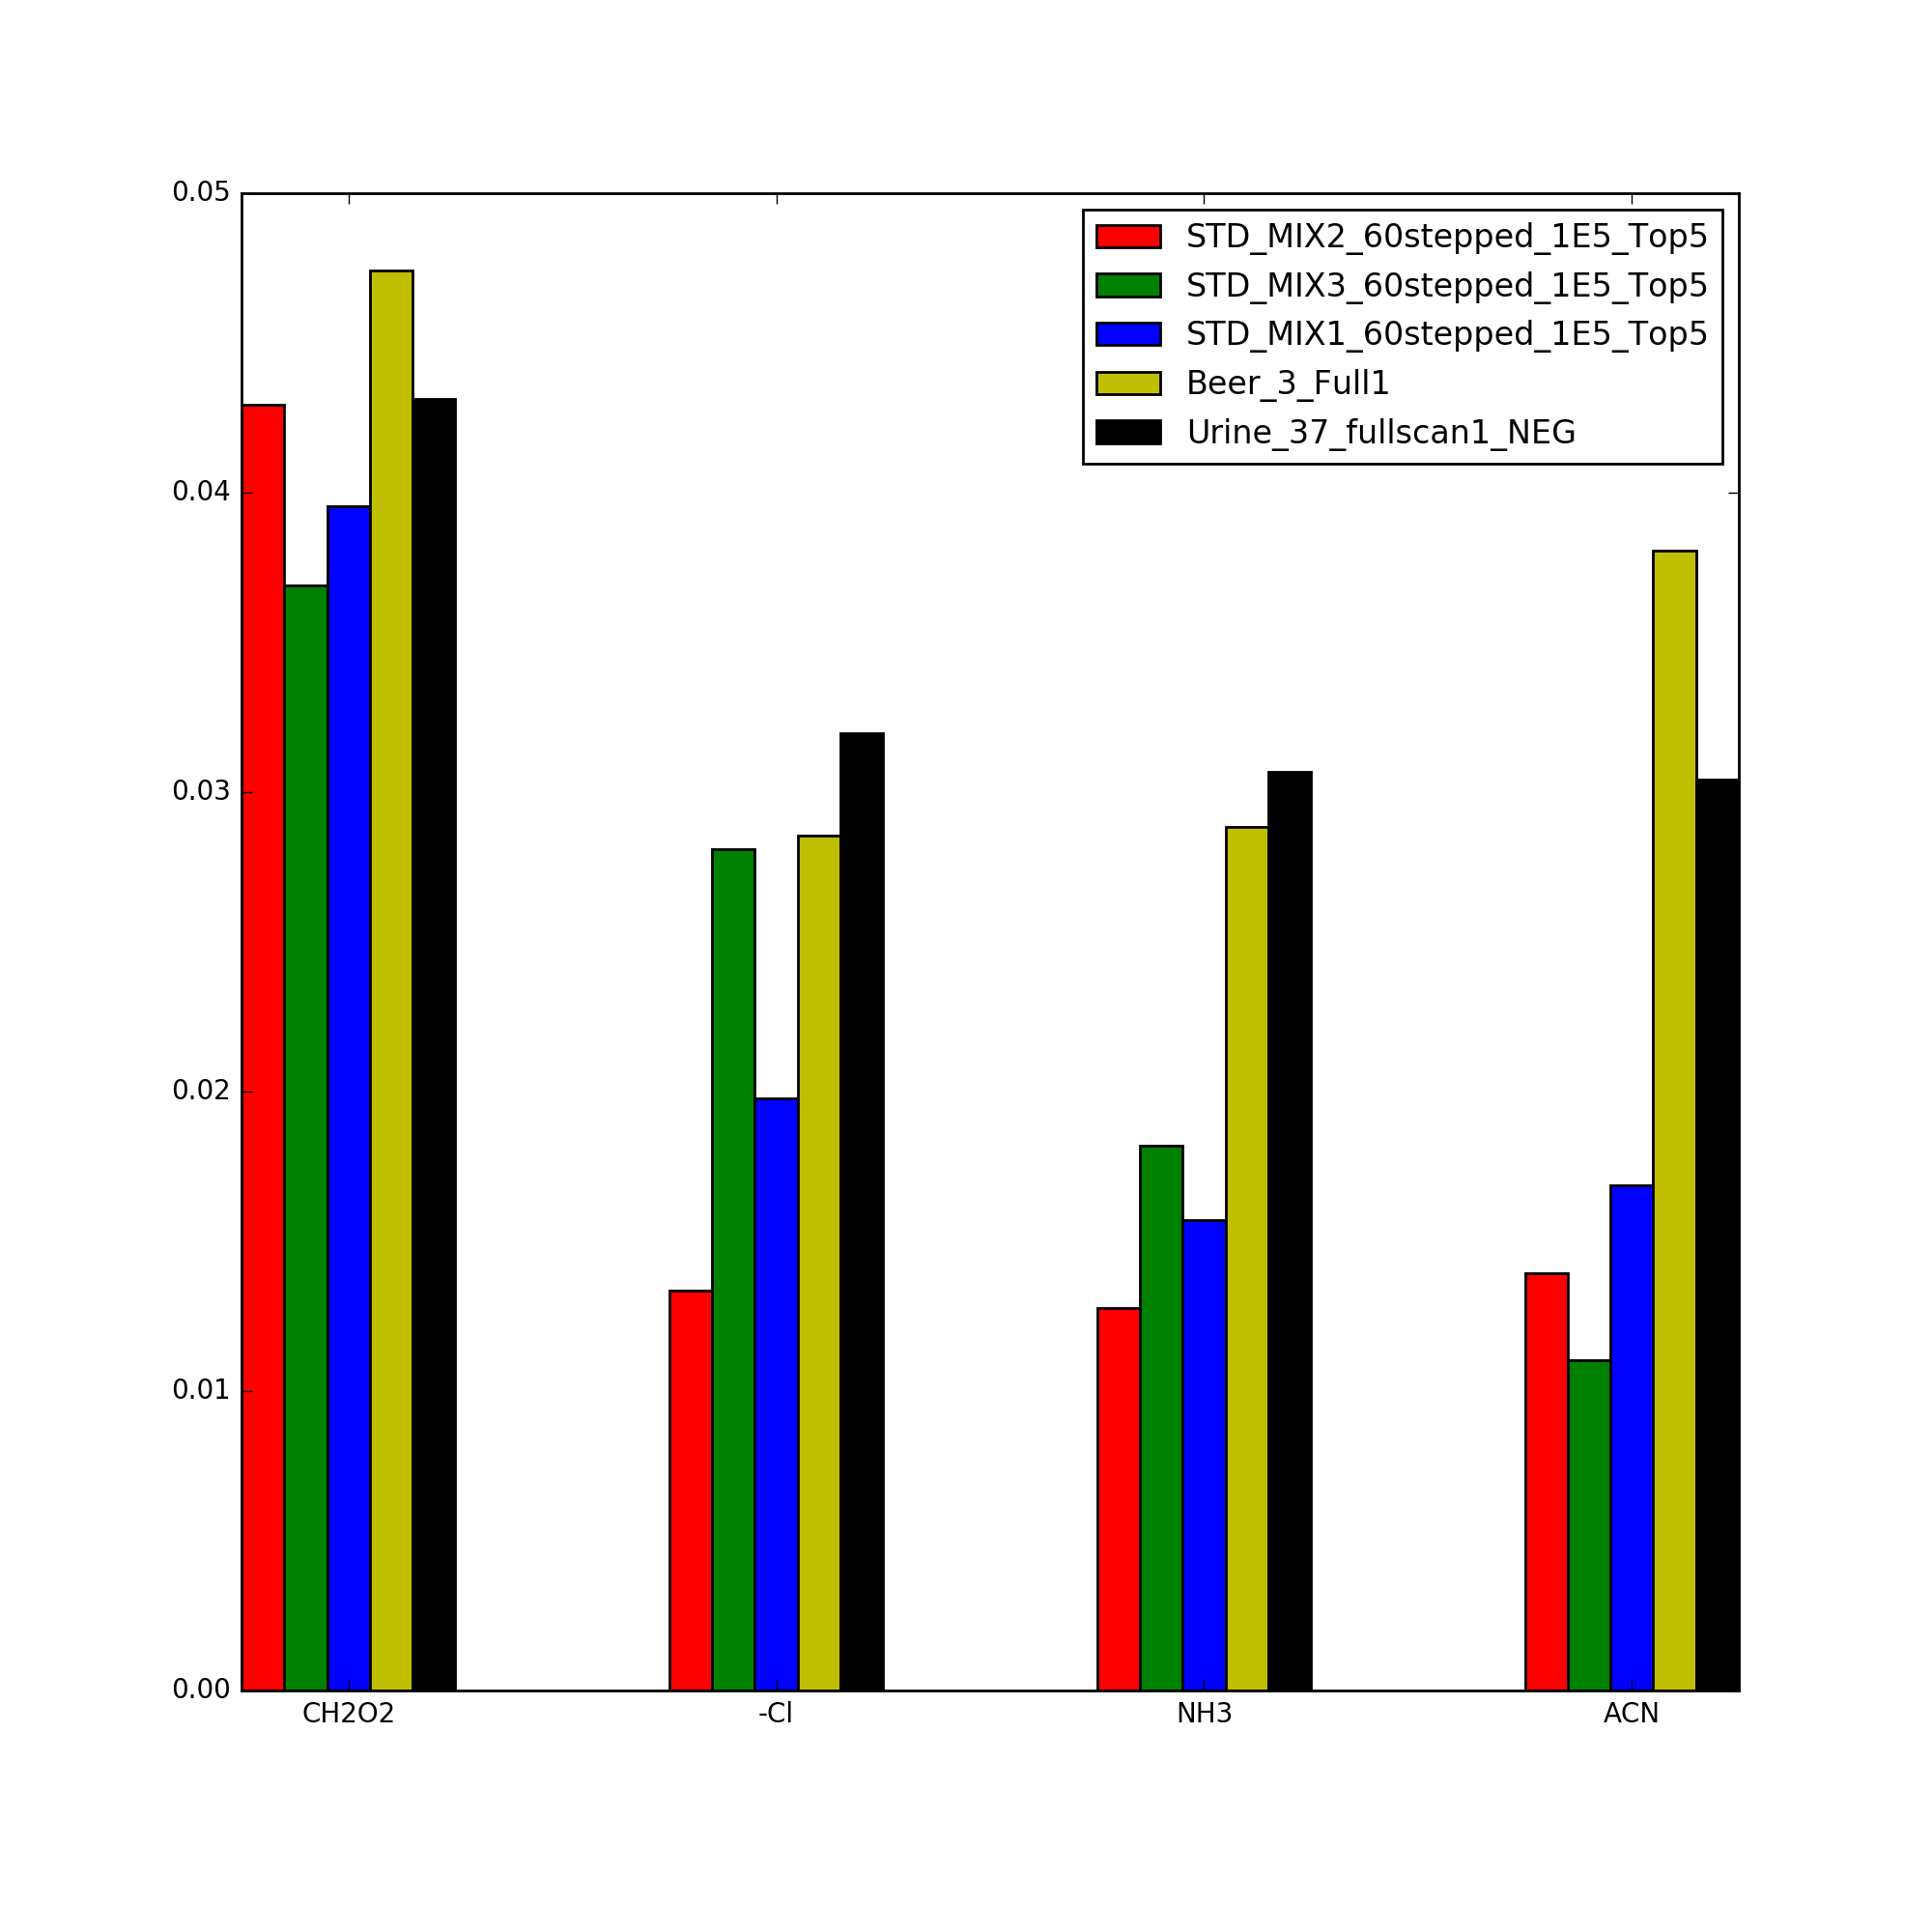 0.05
0.04
0.03
0.02
0.01
0.00
STD_MIX2_60stepped_1E5_Top5
STD_MIX3_60stepped_1E5_Top5
STD_MIX1_60stepped_1E5_Top5
Beer_3_Full1
Urine_37_fullscan1_NEG
CH2O2
-Cl
NH3
ACN